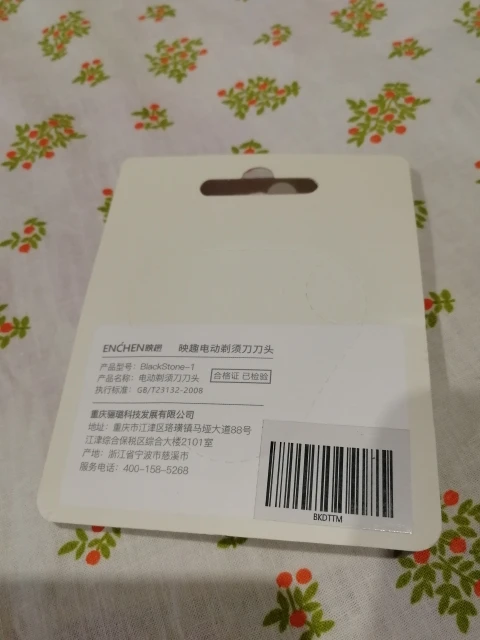 ENCHEN映趣 映趣电动剃须刀刀头
产品型号：BlackStone-1
产品名称：电动剃须刀刀头 合格证 已检验
执行标准：GB/T23132-2008
重庆骊璐科技发展有限公司
地址：重庆市江津区珞璜镇马垭大道88号
江津综合保税区综合大楼2101室
产地：浙江省宁波市慈溪市
服务电话：400-158-5268
BKDTTM